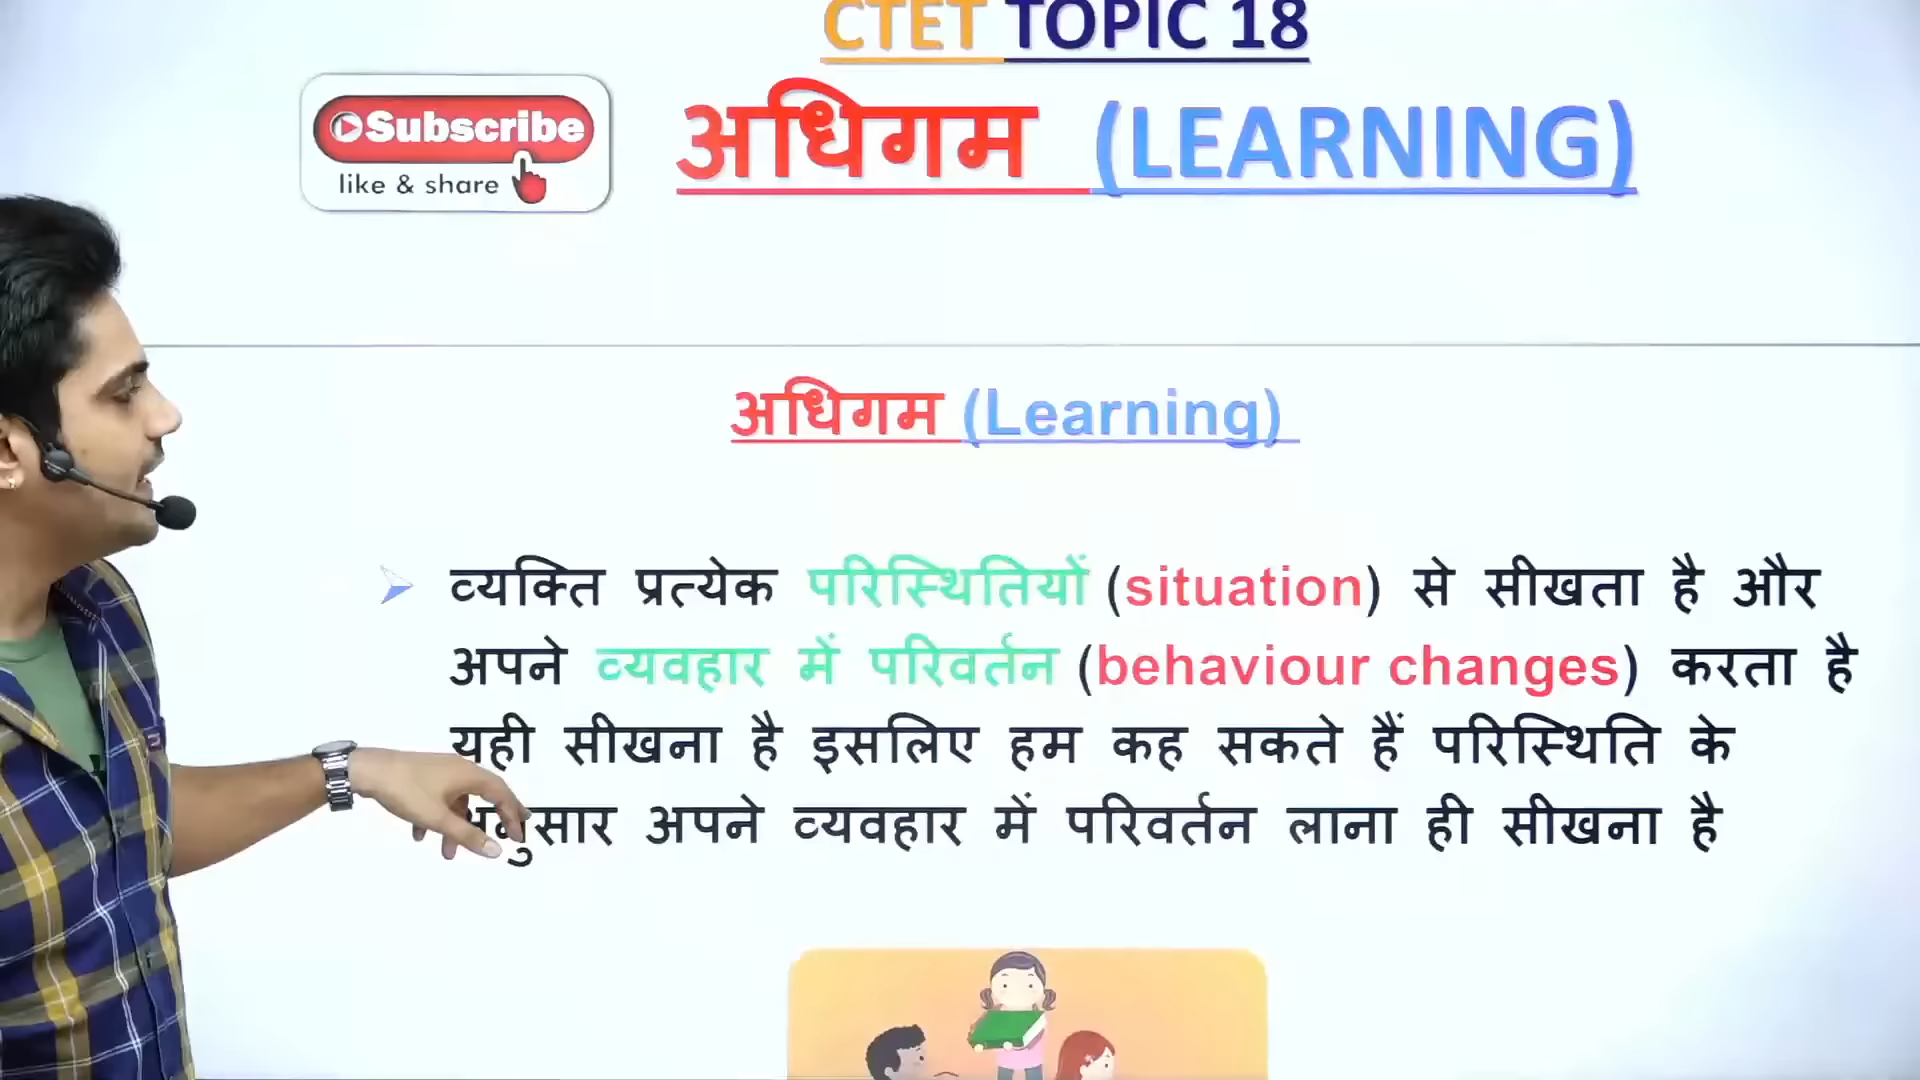 CTET TOPIC 18
Subscribe
like & share
अधिगम (LEARNING)
अधिगम (Learning)
व्यक्ति प्रत्येक परिस्थितियों (situation) से सीखता है और
अपने व्यवहार में परिवर्तन (behaviour changes) करता है
यही सीखना है इसलिए हम कह सकते हैं परिस्थिति के
अनुसार अपने व्यवहार में परिवर्तन लाना ही सीखना है